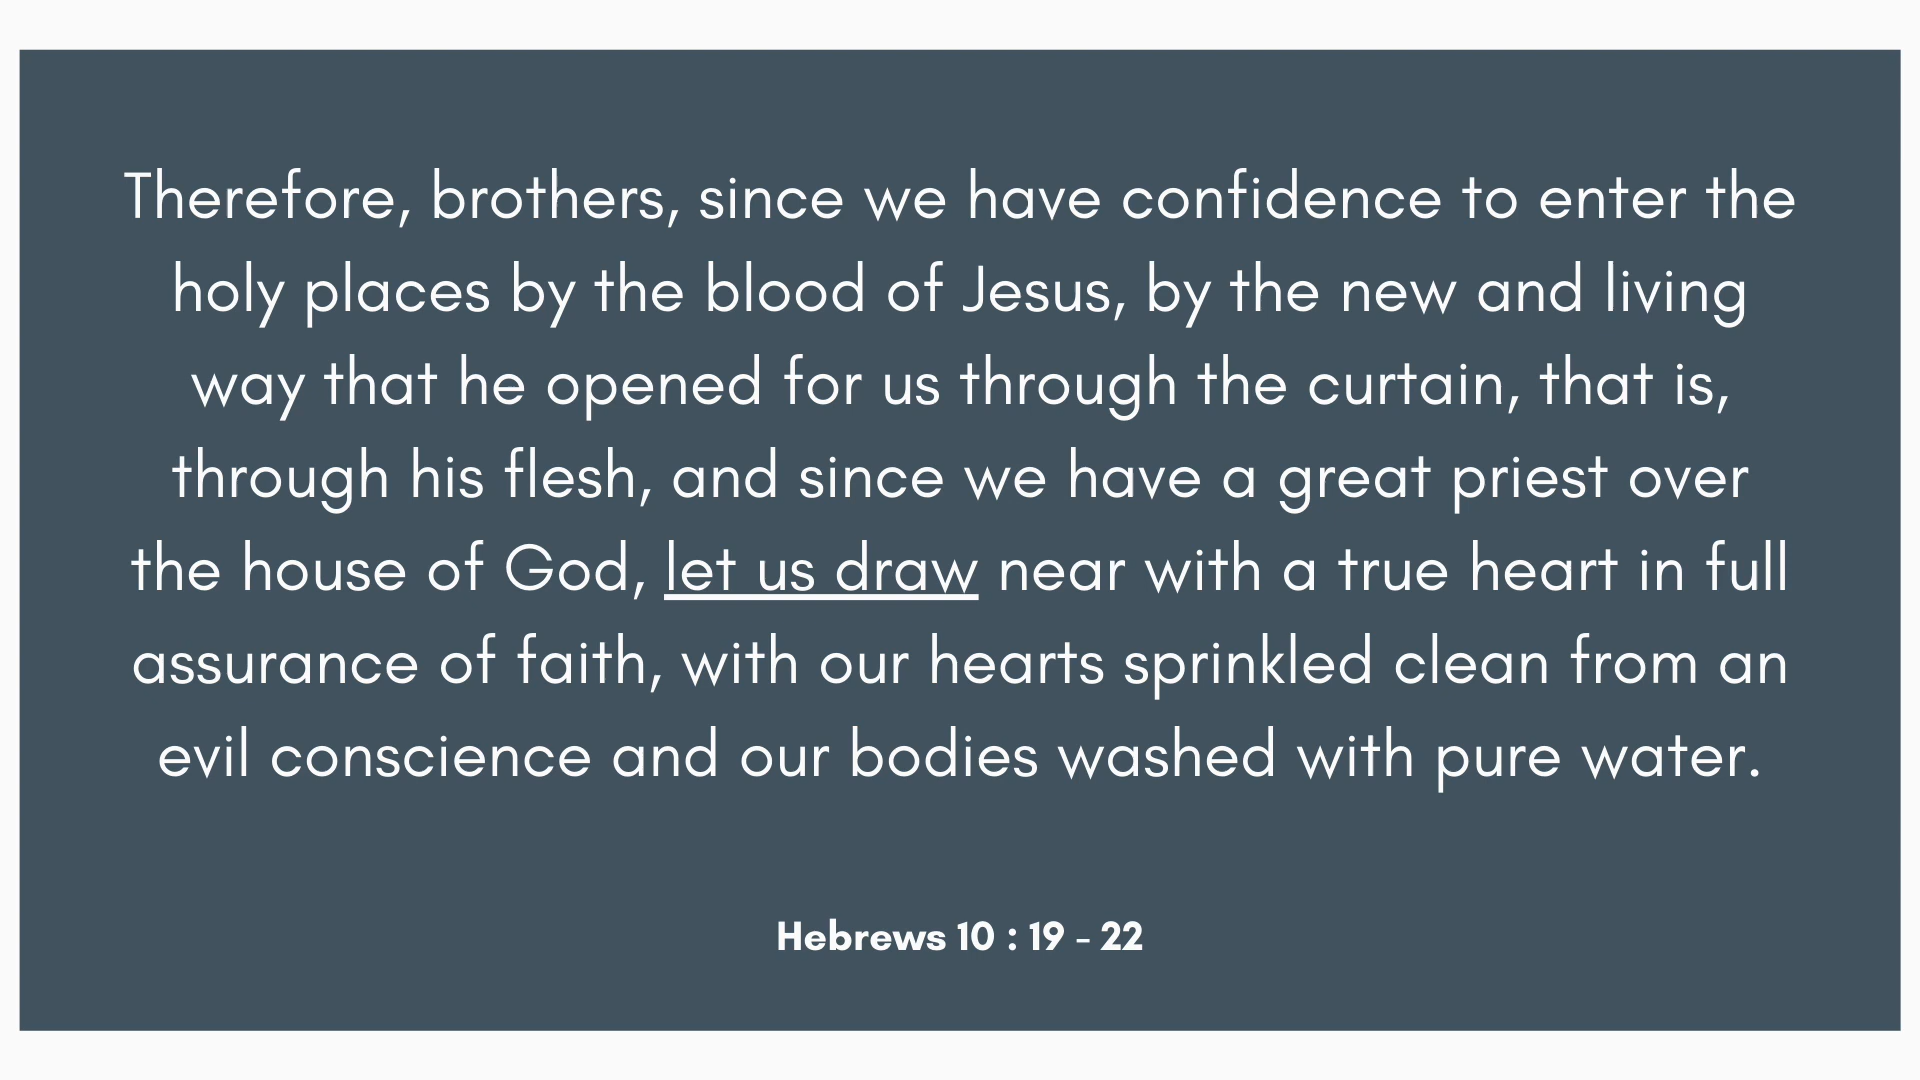 Therefore, brothers, since we have confidence to enter the
holy places by the blood of Jesus, by the new and living
way that he opened for us through the curtain, that is,
through his flesh, and since we have a great priest over
the house of God, let us draw near with a true heart in full
assurance of faith, with our hearts sprinkled clean from an
evil conscience and our bodies washed with pure water.
Hebrews 10 : 19 - 22